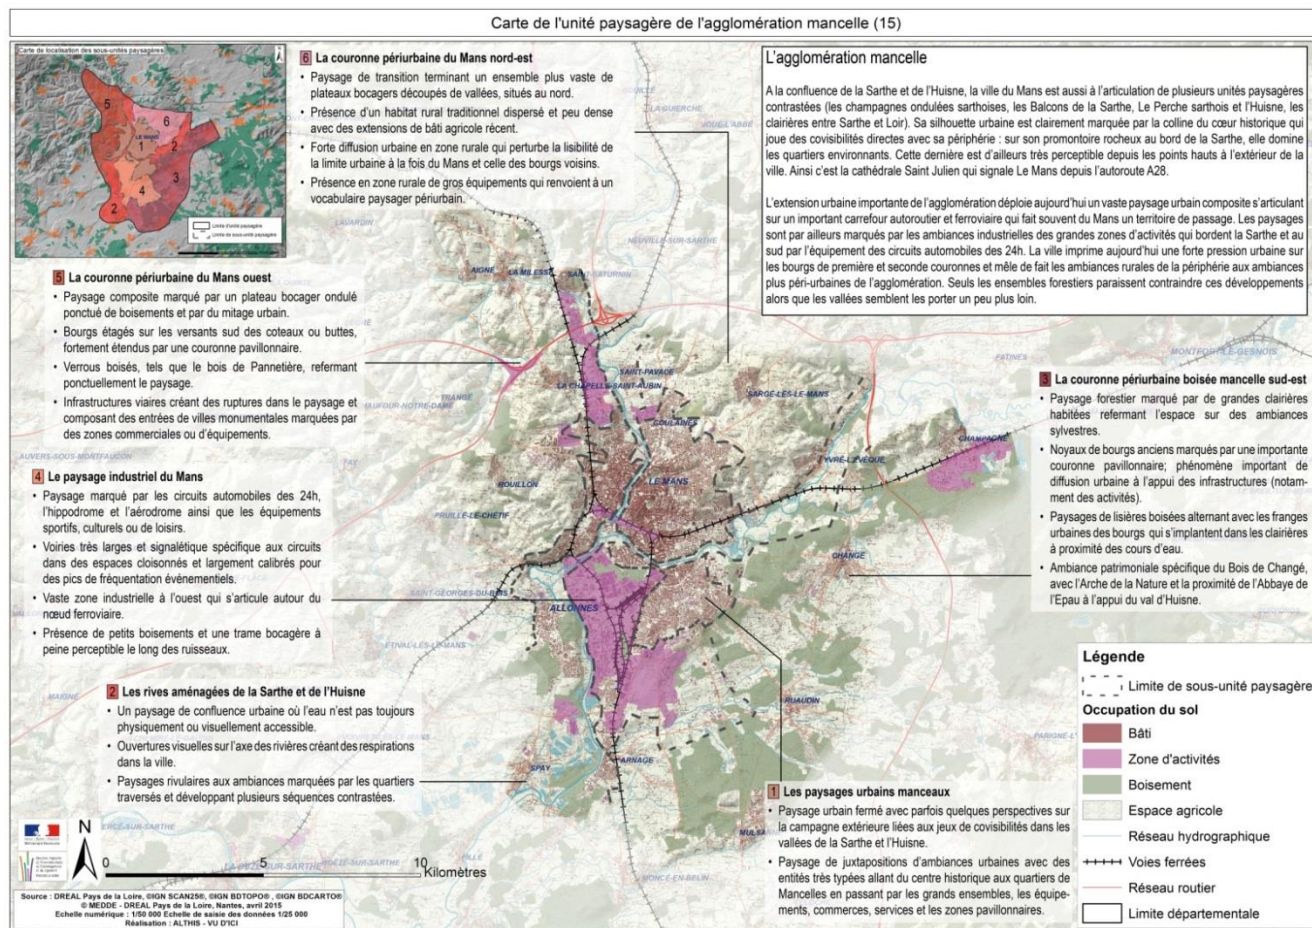 Carte de l'unité paysagère de l'agglomération mancelle (15)
Carte de localisation des sous-unités paysagères
N
5
6
LE MANS
1
2
3
4
2
Limite d'unité paysagère
Limite de sous-unité paysagère
6 La couronne périurbaine du Mans nord-est
• Paysage de transition terminant un ensemble plus vaste de
plateaux bocagers découpés de vallées, situés au nord.
• Présence d'un habitat rural traditionnel dispersé et peu dense
avec des extensions de bâti agricole récent.
• Forte diffusion urbaine en zone rurale qui perturbe la lisibilité de
la limite urbaine à la fois du Mans et celle des bourgs voisins.
• Présence en zone rurale de gros équipements qui renvoient à un
vocabulaire paysager périurbain.
L'agglomération mancelle
A la confluence de la Sarthe et de l'Huisne, la ville du Mans est aussi à l'articulation de plusieurs unités paysagères
contrastées (les champagnes ondulées sarthoises, les Balcons de la Sarthe, Le Perche sarthois et l'Huisne, les
clairières entre Sarthe et Loir). Sa silhouette urbaine est clairement marquée par la colline du cœur historique qui
joue des covisibilités directes avec sa périphérie : sur son promontoire rocheux au bord de la Sarthe, elle domine
les quartiers environnants. Cette dernière est d'ailleurs très perceptible depuis les points hauts à l'extérieur de la
ville. Ainsi c'est la cathédrale Saint Julien qui signale Le Mans depuis l'autoroute A28.
L'extension urbaine importante de l'agglomération déploie aujourd'hui un vaste paysage urbain composite s'articulant
sur un important carrefour autoroutier et ferroviaire qui fait souvent du Mans un territoire de passage. Les paysages
sont par ailleurs marqués par les ambiances industrielles des grandes zones d'activités qui bordent la Sarthe et au
sud par l'équipement des circuits automobiles des 24h. La ville imprime aujourd'hui une forte pression urbaine sur
les bourgs de première et seconde couronnes et mêle de fait les ambiances rurales de la périphérie aux ambiances
plus péri-urbaines de l'agglomération. Seuls les ensembles forestiers paraissent contraindre ces développements
alors que les vallées semblent les porter un peu plus loin.
5 La couronne périurbaine du Mans ouest
• Paysage composite marqué par un plateau bocager ondulé
ponctué de boisements et par du mitage urbain.
• Bourgs étagés sur les versants sud des coteaux ou buttes,
fortement étendus par une couronne pavillonnaire.
• Verrous boisés, tels que le bois de Pannetière, refermant
ponctuellement le paysage.
• Infrastructures viaires créant des ruptures dans le paysage et
composant des entrées de villes monumentales marquées par
des zones commerciales ou d'équipements.
4 Le paysage industriel du Mans
• Paysage marqué par les circuits automobiles des 24h,
l'hippodrome et l'aérodrome ainsi que les équipements
sportifs, culturels ou de loisirs.
• Voiries très larges et signalétique spécifique aux circuits
dans des espaces cloisonnés et largement calibrés pour
des pics de fréquentation événementiels.
• Vaste zone industrielle à l'ouest qui s'articule autour du
nœud ferroviaire.
• Présence de petits boisements et une trame bocagère à
peine perceptible le long des ruisseaux.
2 Les rives aménagées de la Sarthe et de l'Huisne
• Un paysage de confluence urbaine où l'eau n'est pas toujours
physiquement ou visuellement accessible.
• Ouvertures visuelles sur l'axe des rivières créant des respirations
dans la ville.
• Paysages rivulaires aux ambiances marquées par les quartiers
traversés et développant plusieurs séquences contrastées.
3 La couronne périurbaine boisée mancelle sud-est
• Paysage forestier marqué par de grandes clairières
habitées refermant l'espace sur des ambiances
sylvestres.
• Noyaux de bourgs anciens marqués par une importante
couronne pavillonnaire; phénomène important de
diffusion urbaine à l'appui des infrastructures (notam-
ment des activités).
• Paysages de lisières boisées alternant avec les franges
urbaines des bourgs qui s'implantent dans les clairières
à proximité des cours d'eau.
• Ambiance patrimoniale spécifique du Bois de Changé,
avec l'Arche de la Nature et la proximité de l'Abbaye de
l'Epau à l'appui du val d'Huisne.
1 Les paysages urbains manceaux
• Paysage urbain fermé avec parfois quelques perspectives sur
la campagne extérieure liées aux jeux de covisibilités dans les
vallées de la Sarthe et l'Huisne.
• Paysage de juxtapositions d'ambiances urbaines avec des
entités très typées allant du centre historique aux quartiers de
Mancelles en passant par les grands ensembles, les équipe-
ments, commerces, services et les zones pavillonnaires.
LA GUIERCHE
JOUÉ-L'ABBÉ
LAVARDIN
NEUVILLE-SUR-SARTHE
AIGNE
LA MILESSE
SAINT-SATURNIN
MONTFORT-LE-GESNOIS
FATINES
SAINT-PAVACE
LA CHAPELLE-SAINT-AUBIN
SARGE-LES-LE-MANS
TRANGE
CHAUFOUR-NOTRE-DAME
COULAINES
CHAMPAGNE
AUVERS-SOUS-MONTFAUCON
FAY
YVRÉ-L'EVEQUE
ROUILLON
LE MANS
PRUILLE-LE-CHETIF
CHANGE
SAINT-GEORGES-DU-BOIS
ALLONNES
ETIVAL-LES-LE-MANS
MAIGNE
RUAUDIN
PARIGNE-L'
SPAY
ARNAGE
MULSAN
FILLE
LA SUZE-SUR-SARTHE
MONCE-EN-BELIN
Légende
Limite de sous-unité paysagère
Occupation du sol
Bâti
Zone d'activités
Boisement
Espace agricole
Réseau hydrographique
Voies ferrées
Réseau routier
Limite départementale
N
0 5 10
Kilomètres
Source : DREAL Pays de la Loire, ©IGN SCAN25®, ©IGN BDTOPO® , ©IGN BDCARTO®
© MEDDE - DREAL Pays de la Loire, Nantes, avril 2015
Echelle numérique : 1/50 000 Echelle de saisie des données 1/25 000
Réalisation : ALTHIS - VU D'ICI